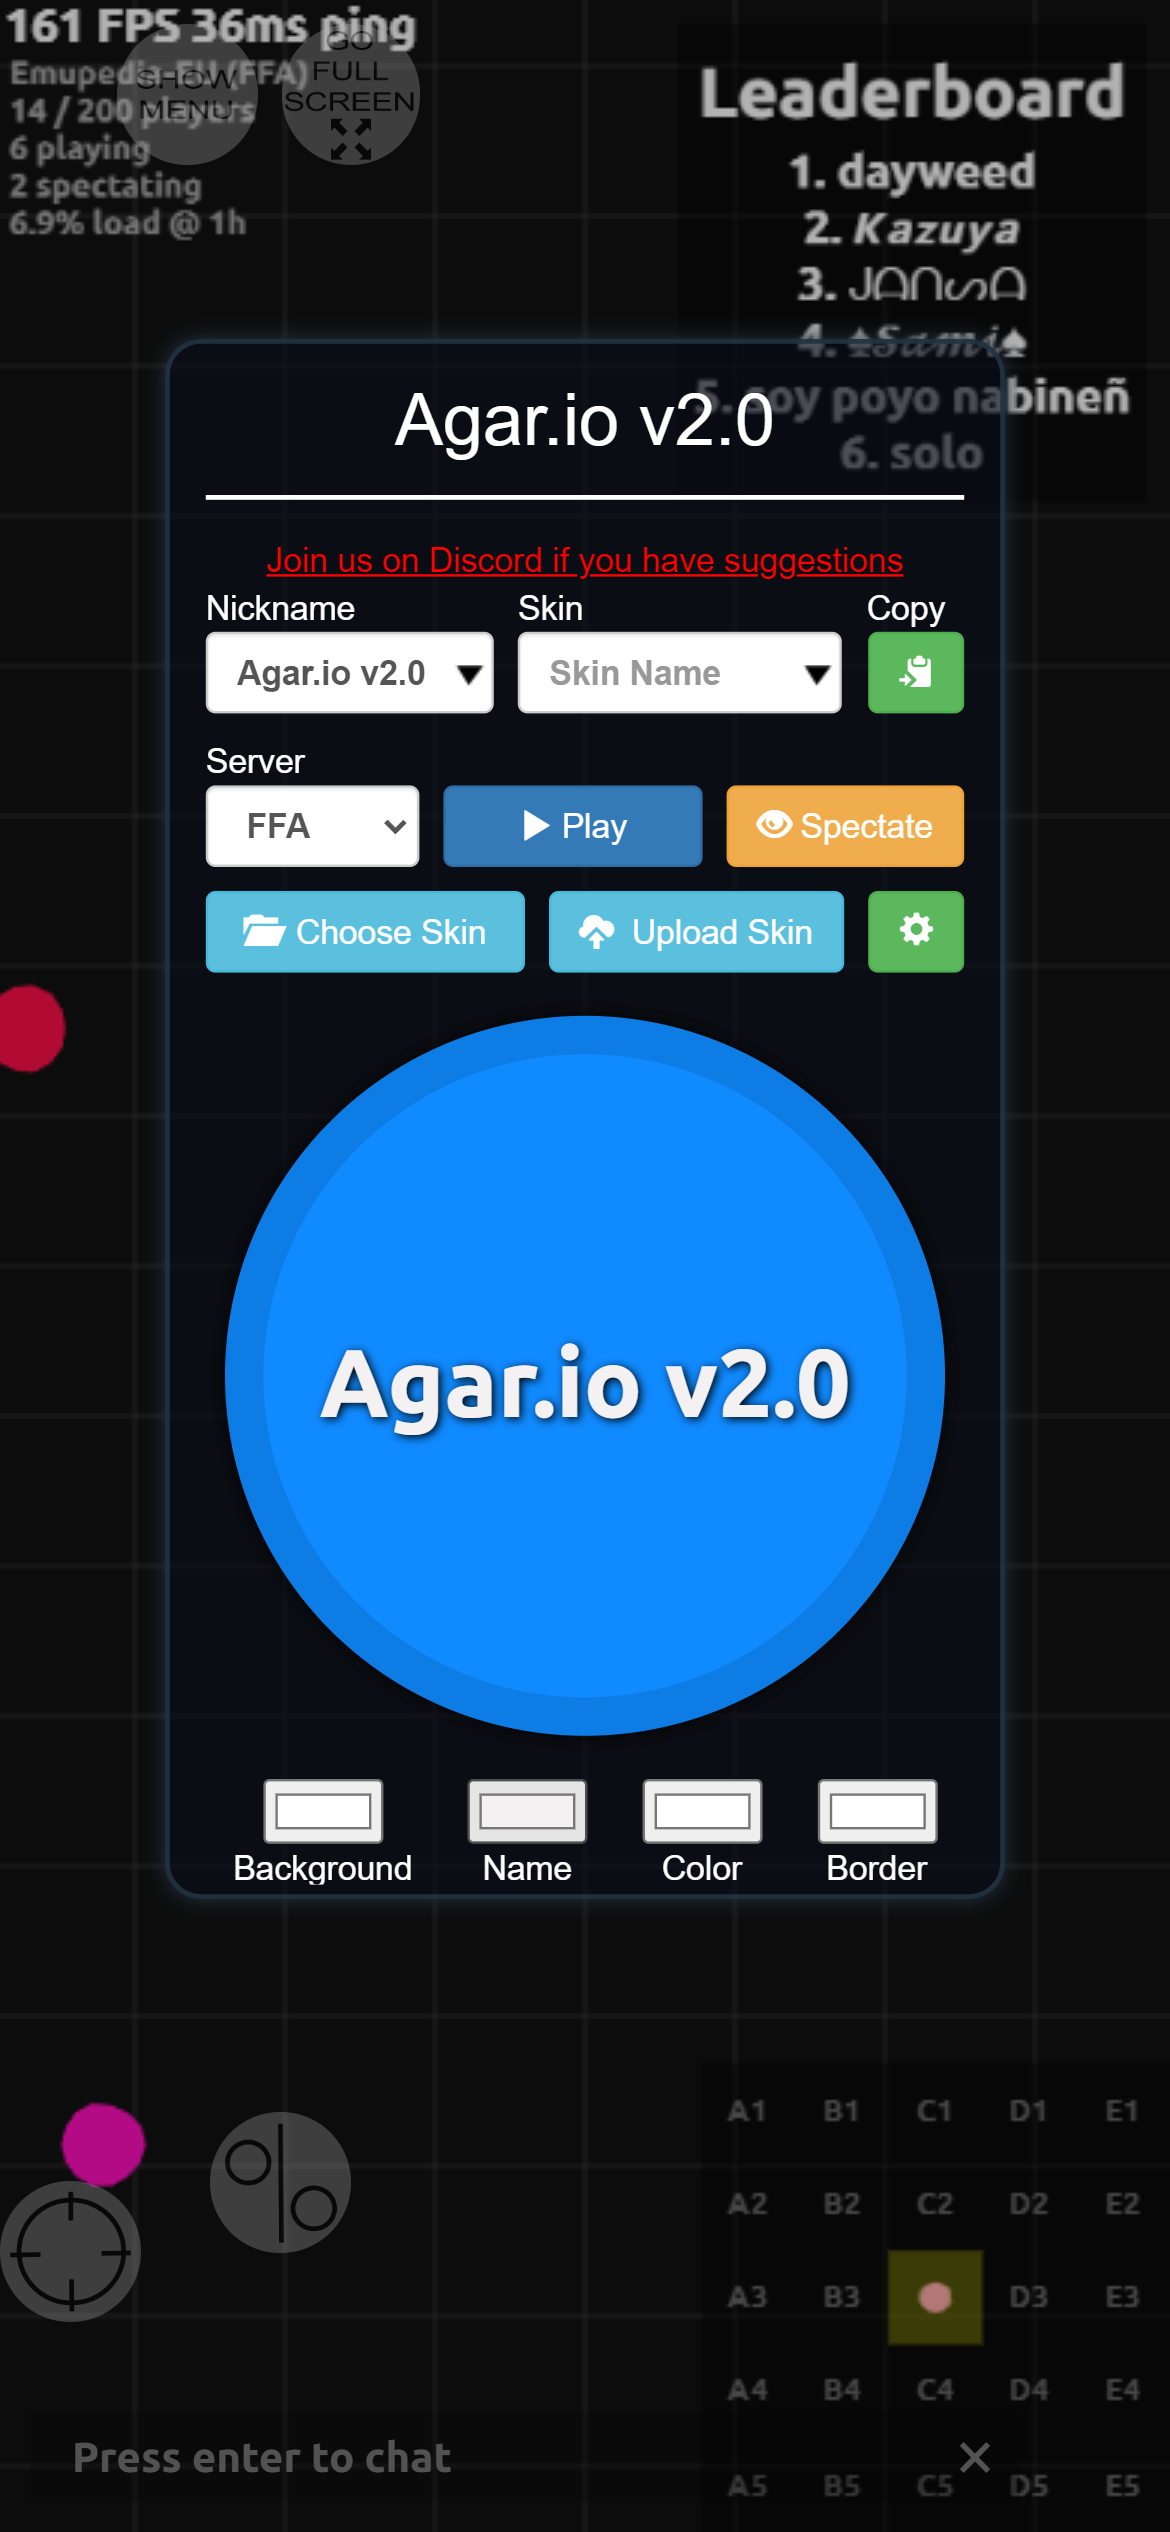 161 FPS 36ms ping
Emupedia EU (FFA)
14 / 200 players
6 playing
2 spectating
6.9% load @ 1h
SHOW
MENU
GO
FULL
SCREEN
Leaderboard
1. dayweed
2. Kazuya
3. Jᗩᑎᔕᗩ
4. ♠Sami♠
5. soy poyo nabineñ
6. solo
Agar.io v2.0
Join us on Discord if you have suggestions
Nickname Skin Copy
Agar.io v2.0 Skin Name
Server
FFA Play Spectate
Choose Skin Upload Skin
Agar.io v2.0
Background Name Color Border
A1 B1 C1 D1 E1
A2 B2 C2 D2 E2
A3 B3 D3 E3
A4 B4 C4 D4 E4
Press enter to chat
A5 B5 C5 D5 E5